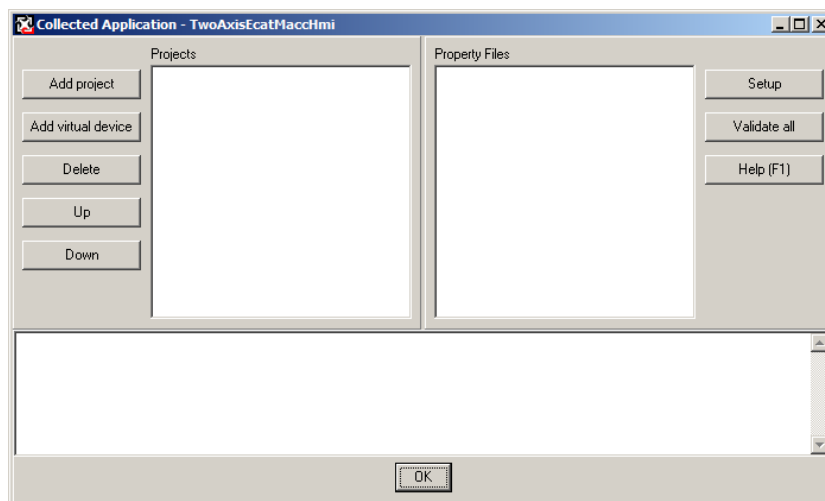 Collected Application - TwoAxisEcatMaccHmi
Projects
Property Files
Add project
Add virtual device
Delete
Up
Down
Setup
Validate all
Help (F1)
OK